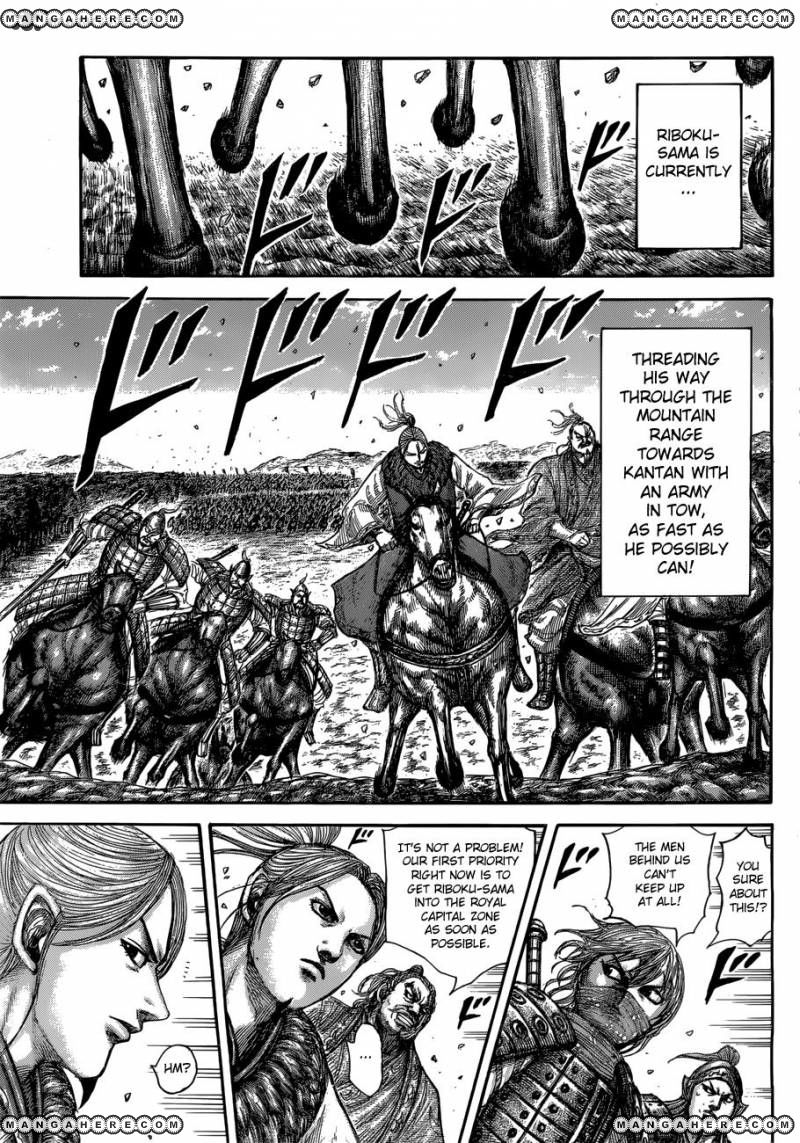 MANGAHERE.COM
MANGAHERE.COM
RIBOKU-
SAMA IS
CURRENTLY
...
ドド
ド
ド
ドドドド
THREADING
HIS WAY
THROUGH THE
MOUNTAIN
RANGE
TOWARDS
KANTAN WITH
AN ARMY
IN TOW,
AS FAST AS
HE POSSIBLY
CAN!
YOU
SURE
ABOUT
THIS!?
THE MEN
BEHIND US
CAN'T
KEEP UP
AT ALL!
ド
ド
ド
IT'S NOT A PROBLEM!
OUR FIRST PRIORITY
RIGHT NOW IS TO
GET RIBOKU-SAMA
INTO THE ROYAL
CAPITAL ZONE
AS SOON AS
POSSIBLE.
ド
ド
...
HM?
MANGAHERE.COM
MANGAHERE.COM